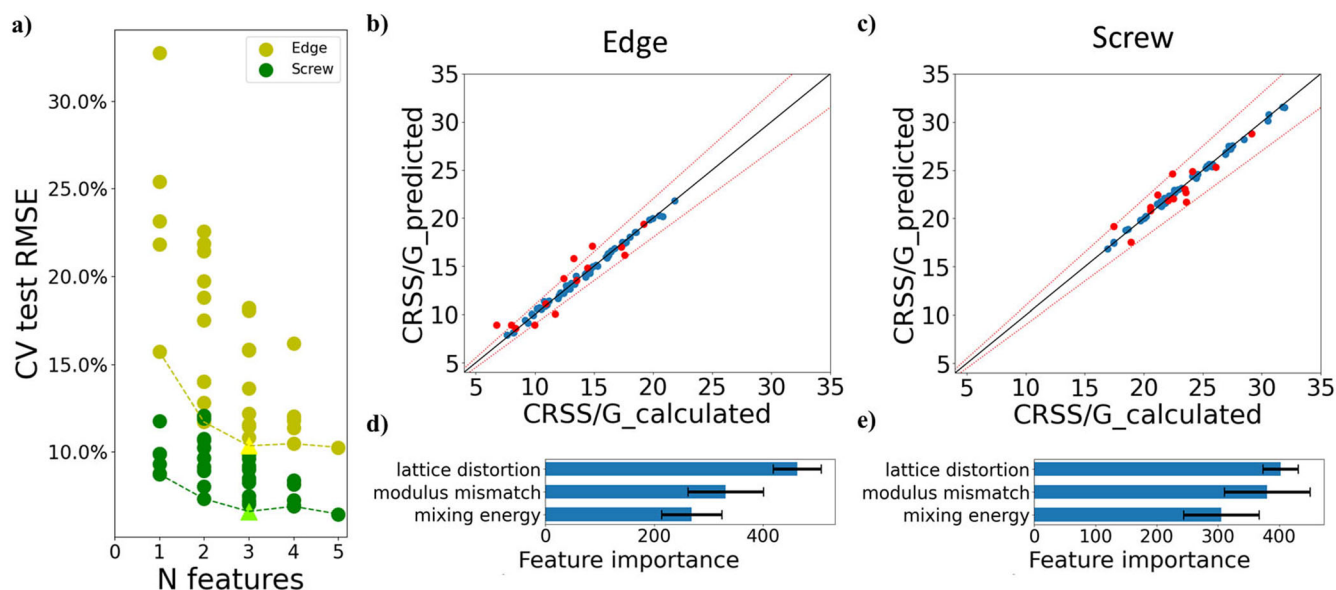 a)
Edge
Screw
CV test RMSE
30.0%
25.0%
20.0%
15.0%
10.0%
0 1 2 3 4 5
N features
b)
Edge
CRSS/G_predicted
35
30
25
20
15
10
4
5 10 15 20 25 30 35
CRSS/G_calculated
c)
Screw
CRSS/G_predicted
35
30
25
20
15
10
4
5 10 15 20 25 30 35
CRSS/G_calculated
d)
lattice distortion
modulus mismatch
mixing energy
0 200 400
Feature importance
e)
lattice distortion
modulus mismatch
mixing energy
0 100 200 300 400
Feature importance